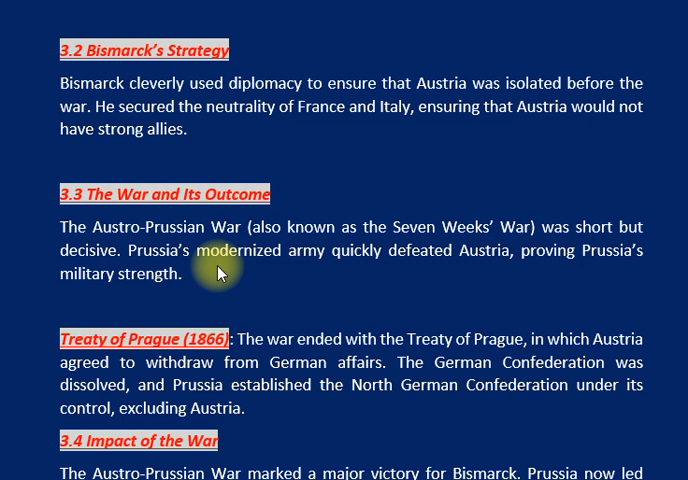 3.2 Bismarck’s Strategy
Bismarck cleverly used diplomacy to ensure that Austria was isolated before the
war. He secured the neutrality of France and Italy, ensuring that Austria would not
have strong allies.
3.3 The War and Its Outcome
The Austro-Prussian War (also known as the Seven Weeks’ War) was short but
decisive. Prussia’s modernized army quickly defeated Austria, proving Prussia’s
military strength.
Treaty of Prague (1866): The war ended with the Treaty of Prague, in which Austria
agreed to withdraw from German affairs. The German Confederation was
dissolved, and Prussia established the North German Confederation under its
control, excluding Austria.
3.4 Impact of the War
The Austro-Prussian War marked a major victory for Bismarck. Prussia now led